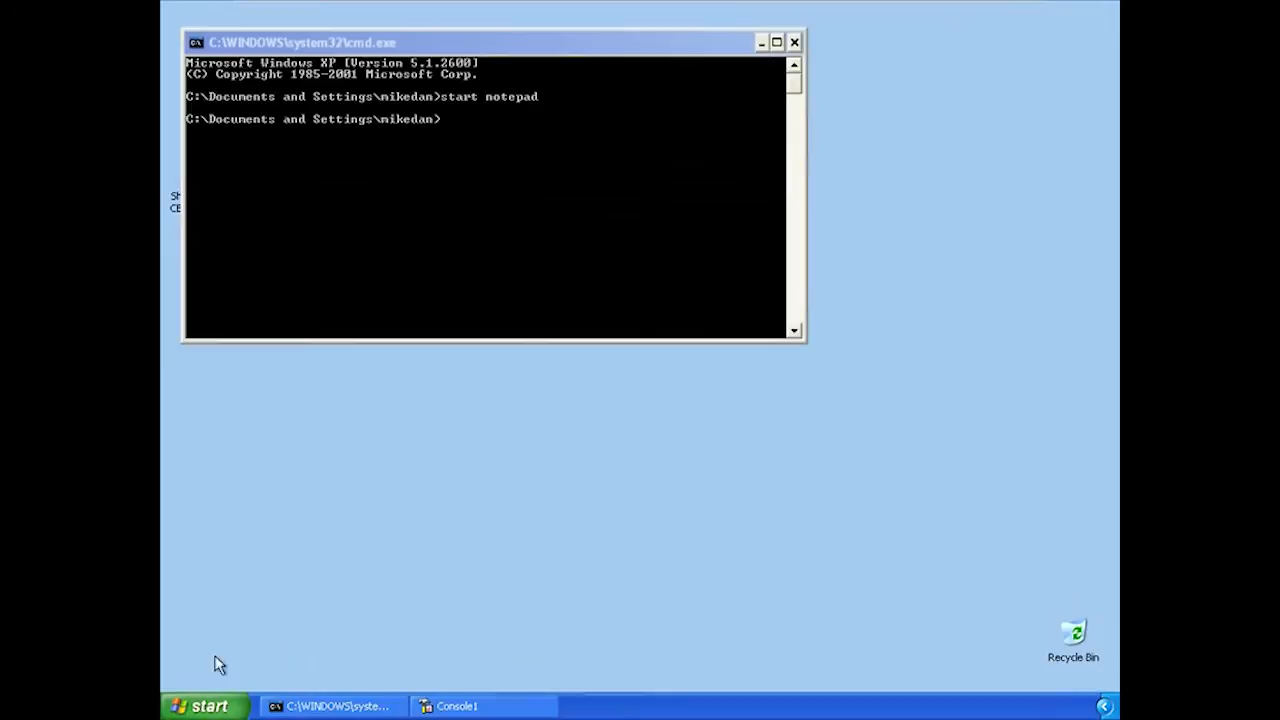 C:\WINDOWS\system32\cmd.exe
Microsoft Windows XP [Version 5.1.2600]
(C) Copyright 1985-2001 Microsoft Corp.
C:\Documents and Settings\mikedan>start notepad
C:\Documents and Settings\mikedan>
Recycle Bin
start
C:\WINDOWS\syste...
Console1